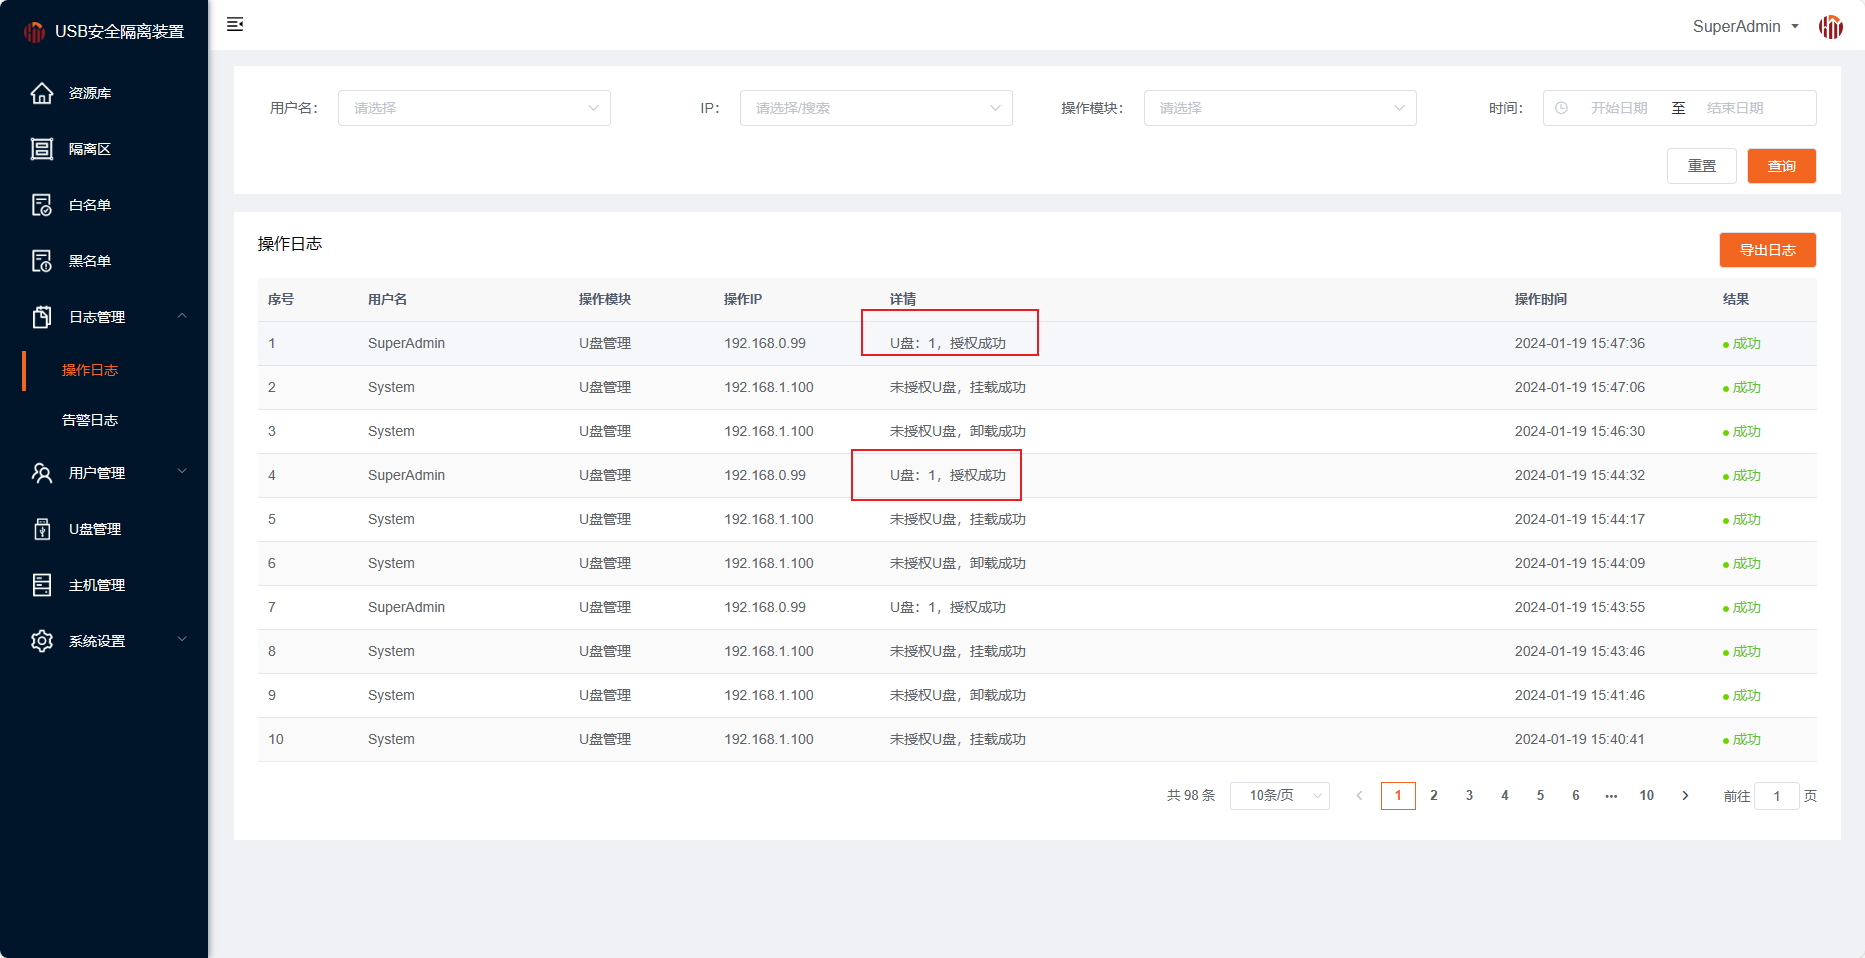 USB安全隔离装置
SuperAdmin
资源库
隔离区
白名单
黑名单
日志管理
操作日志
告警日志
用户管理
U盘管理
主机管理
系统设置
用户名： 请选择 IP： 请选择/搜索 操作模块： 请选择 时间： 开始日期 至 结束日期
重置 查询
操作日志
导出日志
序号 用户名 操作模块 操作IP 详情 操作时间 结果
1 SuperAdmin U盘管理 192.168.0.99 U盘：1，授权成功 2024-01-19 15:47:36 成功
2 System U盘管理 192.168.1.100 未授权U盘，挂载成功 2024-01-19 15:47:06 成功
3 System U盘管理 192.168.1.100 未授权U盘，卸载成功 2024-01-19 15:46:30 成功
4 SuperAdmin U盘管理 192.168.0.99 U盘：1，授权成功 2024-01-19 15:44:32 成功
5 System U盘管理 192.168.1.100 未授权U盘，挂载成功 2024-01-19 15:44:17 成功
6 System U盘管理 192.168.1.100 未授权U盘，卸载成功 2024-01-19 15:44:09 成功
7 SuperAdmin U盘管理 192.168.0.99 U盘：1，授权成功 2024-01-19 15:43:55 成功
8 System U盘管理 192.168.1.100 未授权U盘，挂载成功 2024-01-19 15:43:46 成功
9 System U盘管理 192.168.1.100 未授权U盘，卸载成功 2024-01-19 15:41:46 成功
10 System U盘管理 192.168.1.100 未授权U盘，挂载成功 2024-01-19 15:40:41 成功
共 98 条 10条/页 1 2 3 4 5 6 ••• 10 前往 1 页